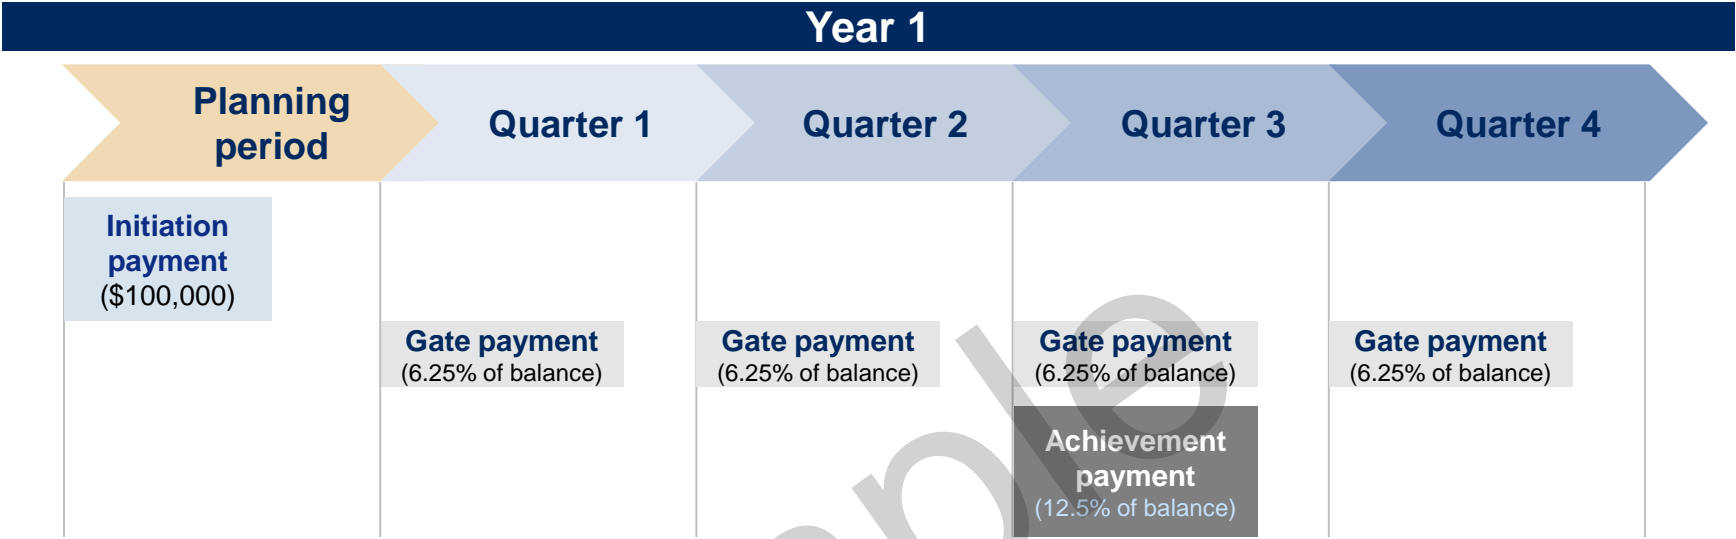 Year 1
Planning
period
Quarter 1
Quarter 2
Quarter 3
Quarter 4
Initiation
payment
($100,000)
Gate payment
(6.25% of balance)
Gate payment
(6.25% of balance)
Gate payment
(6.25% of balance)
Gate payment
(6.25% of balance)
Achievement
payment
(12.5% of balance)